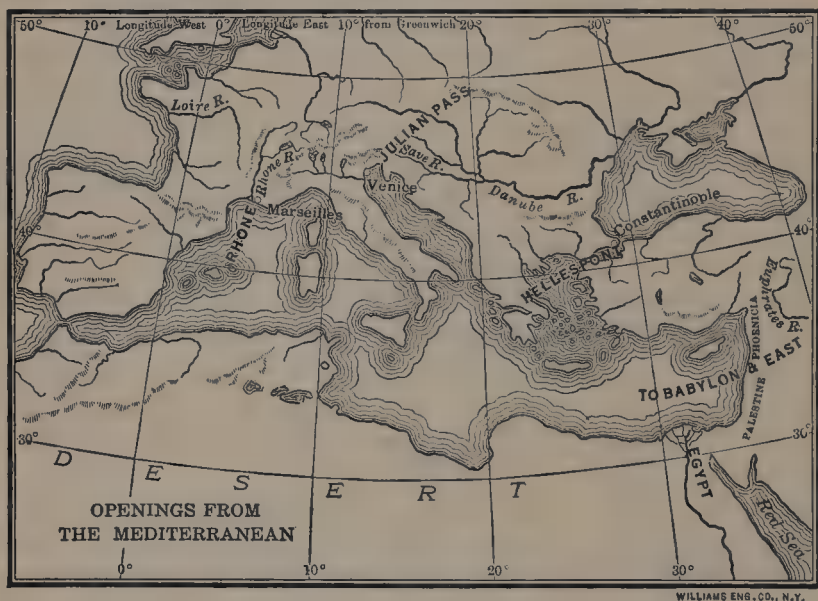 50° 10° Longitude West 0° Longitude East 10° from Greenwich 20° 30° 40° 50°
Loire R.
JULIAN PASS
Rhone R.
Save R.
Venice
Danube R.
RHONE
Marseilles
Constantinople
HELLESPONT
40°
40°
Euphrates R.
PHOENICIA
PALESTINE
TO BABYLON & EAST
30°
30°
D E S E R T
EGYPT
Red Sea
OPENINGS FROM
THE MEDITERRANEAN
0° 10° 20° 30°
WILLIAMS ENG. CO., N.Y.